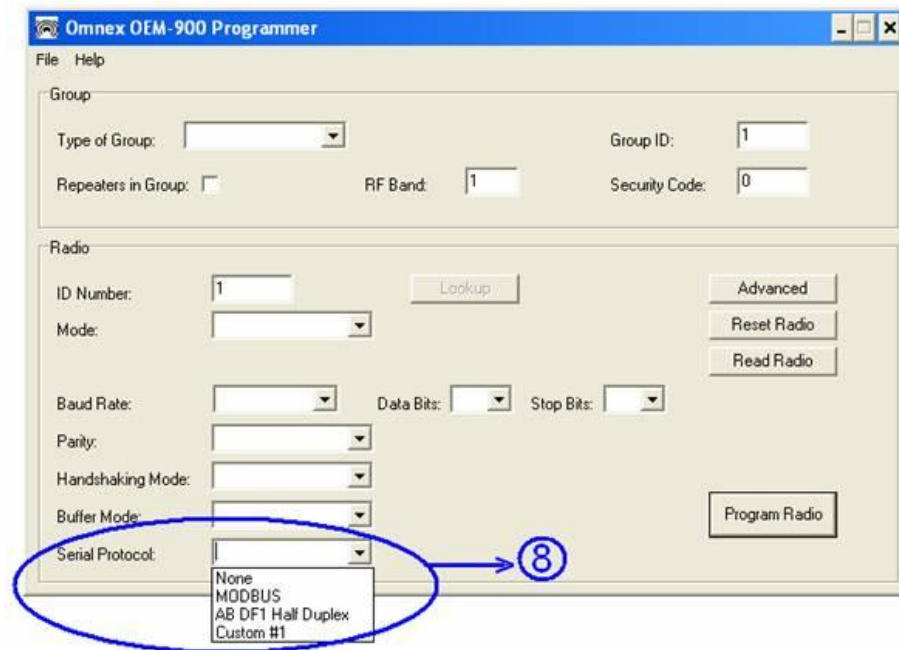 Omnex OEM-900 Programmer
File Help
Group
Type of Group: Group ID: 1
Repeaters in Group: RF Band: 1 Security Code: 0
Radio
ID Number: 1 Lookup Advanced
Mode: Reset Radio
Read Radio
Baud Rate: Data Bits: Stop Bits:
Parity:
Handshaking Mode:
Buffer Mode: Program Radio
Serial Protocol: 8
None
MODBUS
AB DF1 Half Duplex
Custom #1